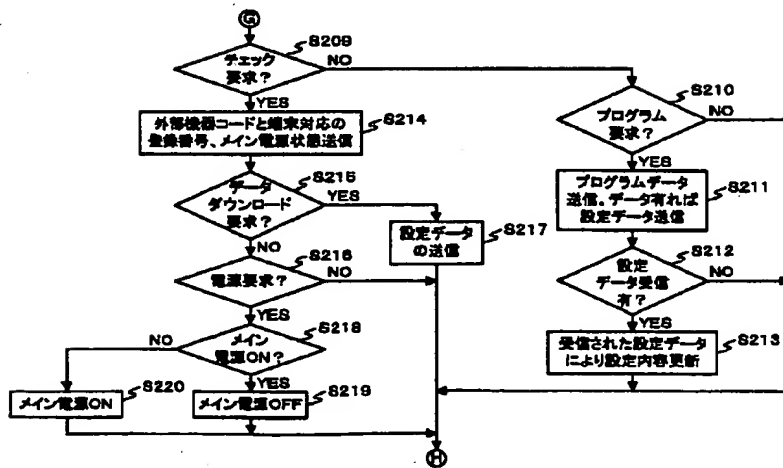 G
S209
チェック
要求?
NO
YES
S210
プログラム
要求?
NO
YES
外部機器コードと端末対応の
登録番号、メイン電源状態送信
S214
プログラムデータ
送信。データ有れば
設定データ送信
S211
S215
データ
ダウンロード
要求?
YES
NO
設定データ
の送信
S217
S212
設定
データ受信
有?
NO
YES
S216
電源要求?
NO
YES
受信された設定データ
により設定内容更新
S213
S218
メイン
電源ON?
NO
YES
S220
メイン電源ON
S219
メイン電源OFF
H